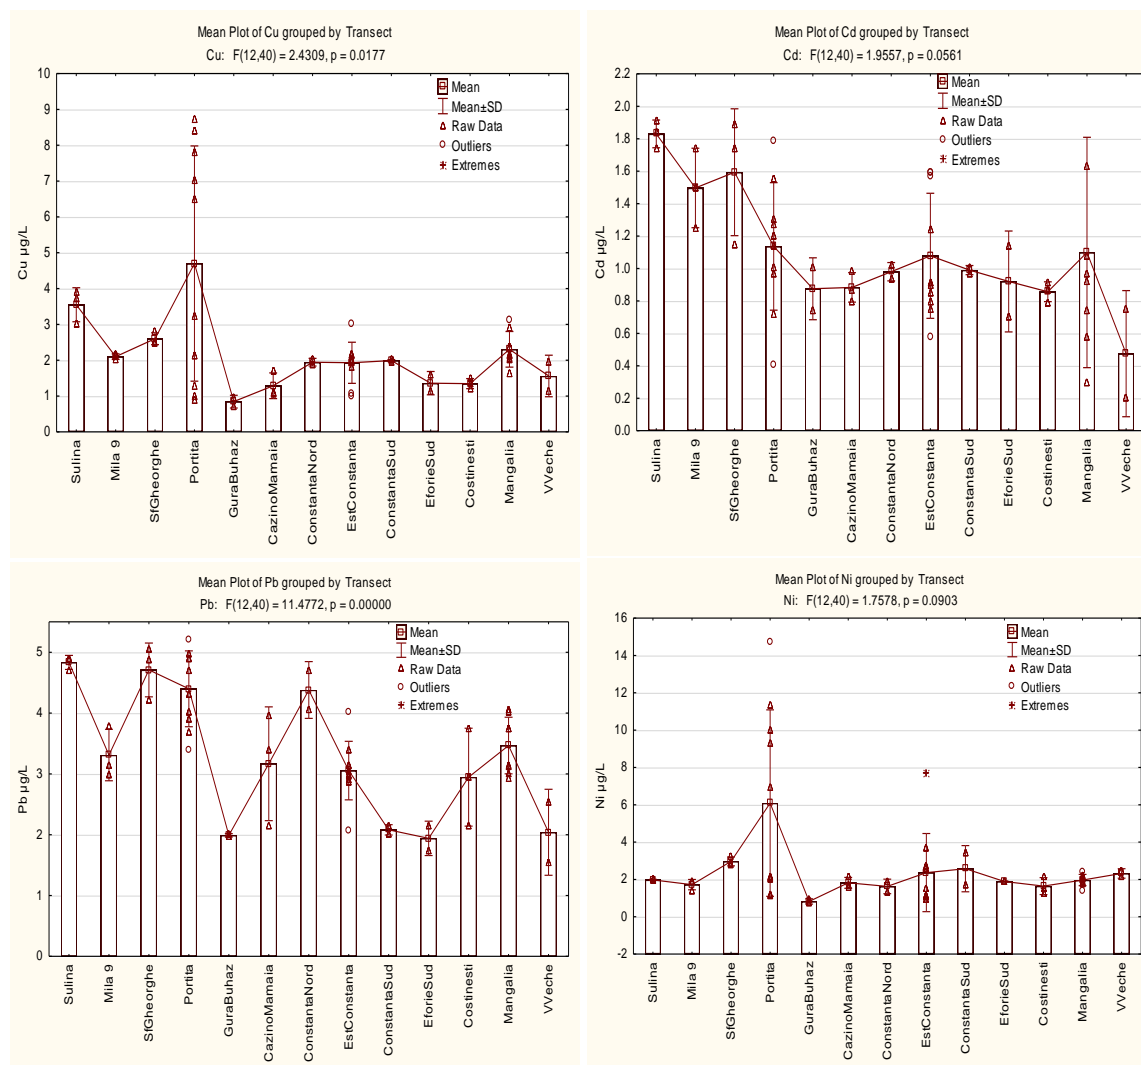 Mean Plot of Cu grouped by Transect
Cu: F(12,40) = 2.4309, p = 0.0177
10
9
8
7
6
5
4
3
2
1
0
Cu µg/L
Mean
Mean±SD
Raw Data
Outliers
Extremes
Sulina
Mila 9
SfGheorghe
Portita
GuraBuhaz
CazinoMamaia
ConstantaNord
EstConstanta
ConstantaSud
EforieSud
Costinesti
Mangalia
VVeche
Mean Plot of Cd grouped by Transect
Cd: F(12,40) = 1.9557, p = 0.0561
2.2
2.0
1.8
1.6
1.4
1.2
1.0
0.8
0.6
0.4
0.2
0.0
Cd µg/L
Mean
Mean±SD
Raw Data
Outliers
Extremes
Sulina
Mila 9
SfGheorghe
Portita
GuraBuhaz
CazinoMamaia
ConstantaNord
EstConstanta
ConstantaSud
EforieSud
Costinesti
Mangalia
VVeche
Mean Plot of Pb grouped by Transect
Pb: F(12,40) = 11.4772, p = 0.00000
5
4
3
2
1
0
Pb µg/L
Mean
Mean±SD
Raw Data
Outliers
Extremes
Sulina
Mila 9
SfGheorghe
Portita
GuraBuhaz
CazinoMamaia
ConstantaNord
EstConstanta
ConstantaSud
EforieSud
Costinesti
Mangalia
VVeche
Mean Plot of Ni grouped by Transect
Ni: F(12,40) = 1.7578, p = 0.0903
16
14
12
10
8
6
4
2
0
-2
Ni µg/L
Mean
Mean±SD
Raw Data
Outliers
Extremes
Sulina
Mila 9
SfGheorghe
Portita
GuraBuhaz
CazinoMamaia
ConstantaNord
EstConstanta
ConstantaSud
EforieSud
Costinesti
Mangalia
VVeche